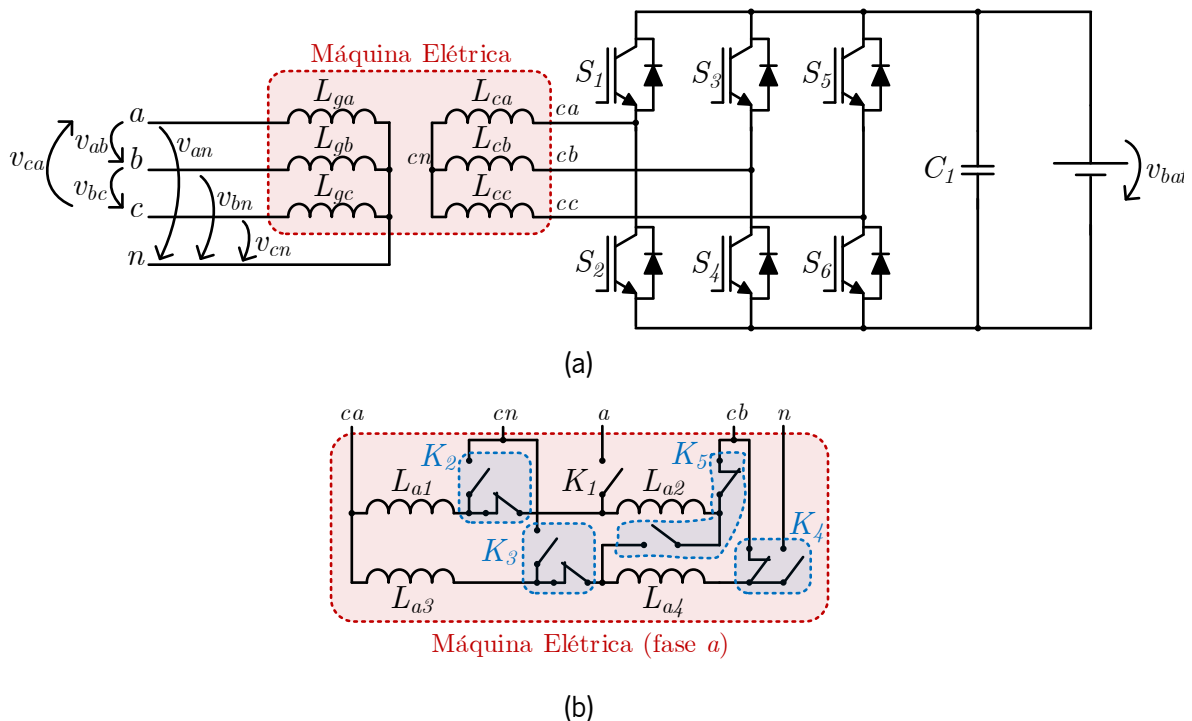 Máquina Elétrica
a
b
c
n
v_ca
v_ab
v_bc
v_an
v_bn
v_cn
L_ga
L_gb
L_gc
L_ca
L_cb
L_cc
cn
ca
cb
cc
S_1
S_3
S_5
S_2
S_4
S_6
C_1
v_bat
(a)
ca
cn
a
cb
n
K_2
K_5
L_a1
K_1
L_a2
K_4
K_3
L_a3
L_a4
Máquina Elétrica (fase a)
(b)